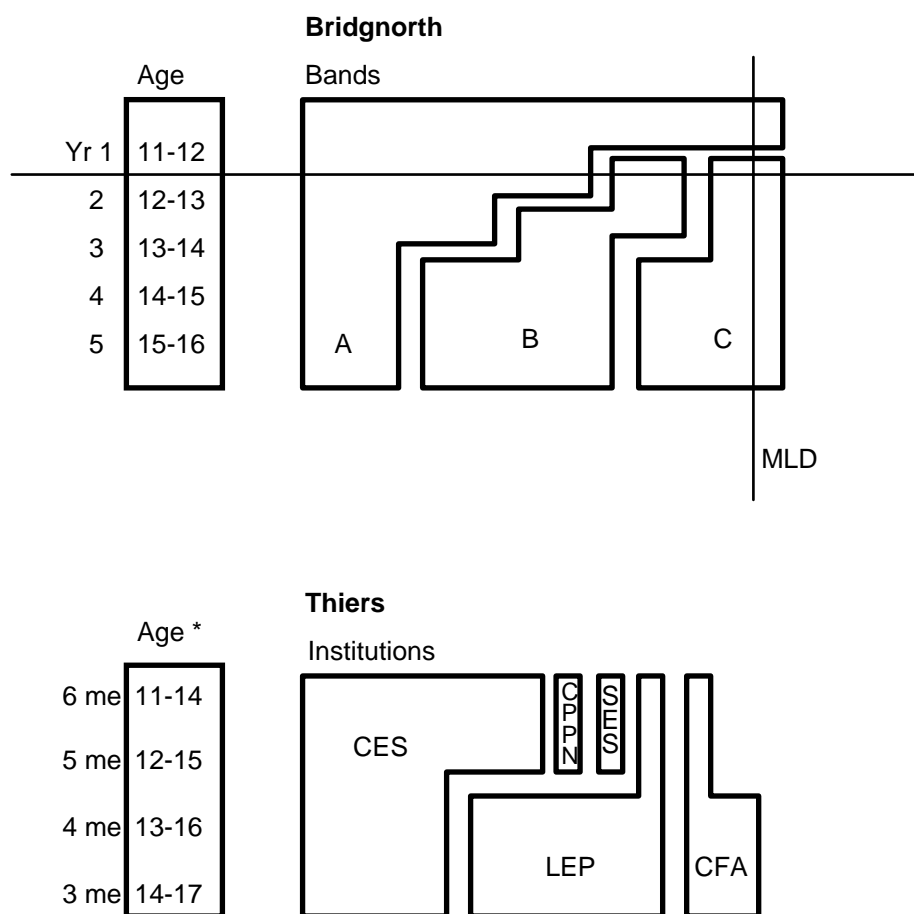 Bridgnorth
Age Bands
Yr 1 11-12
2 12-13
3 13-14
4 14-15
5 15-16 A B C
MLD
Thiers
Age * Institutions
6 me 11-14 CPPN SES
CES
5 me 12-15
4 me 13-16
LEP CFA
3 me 14-17